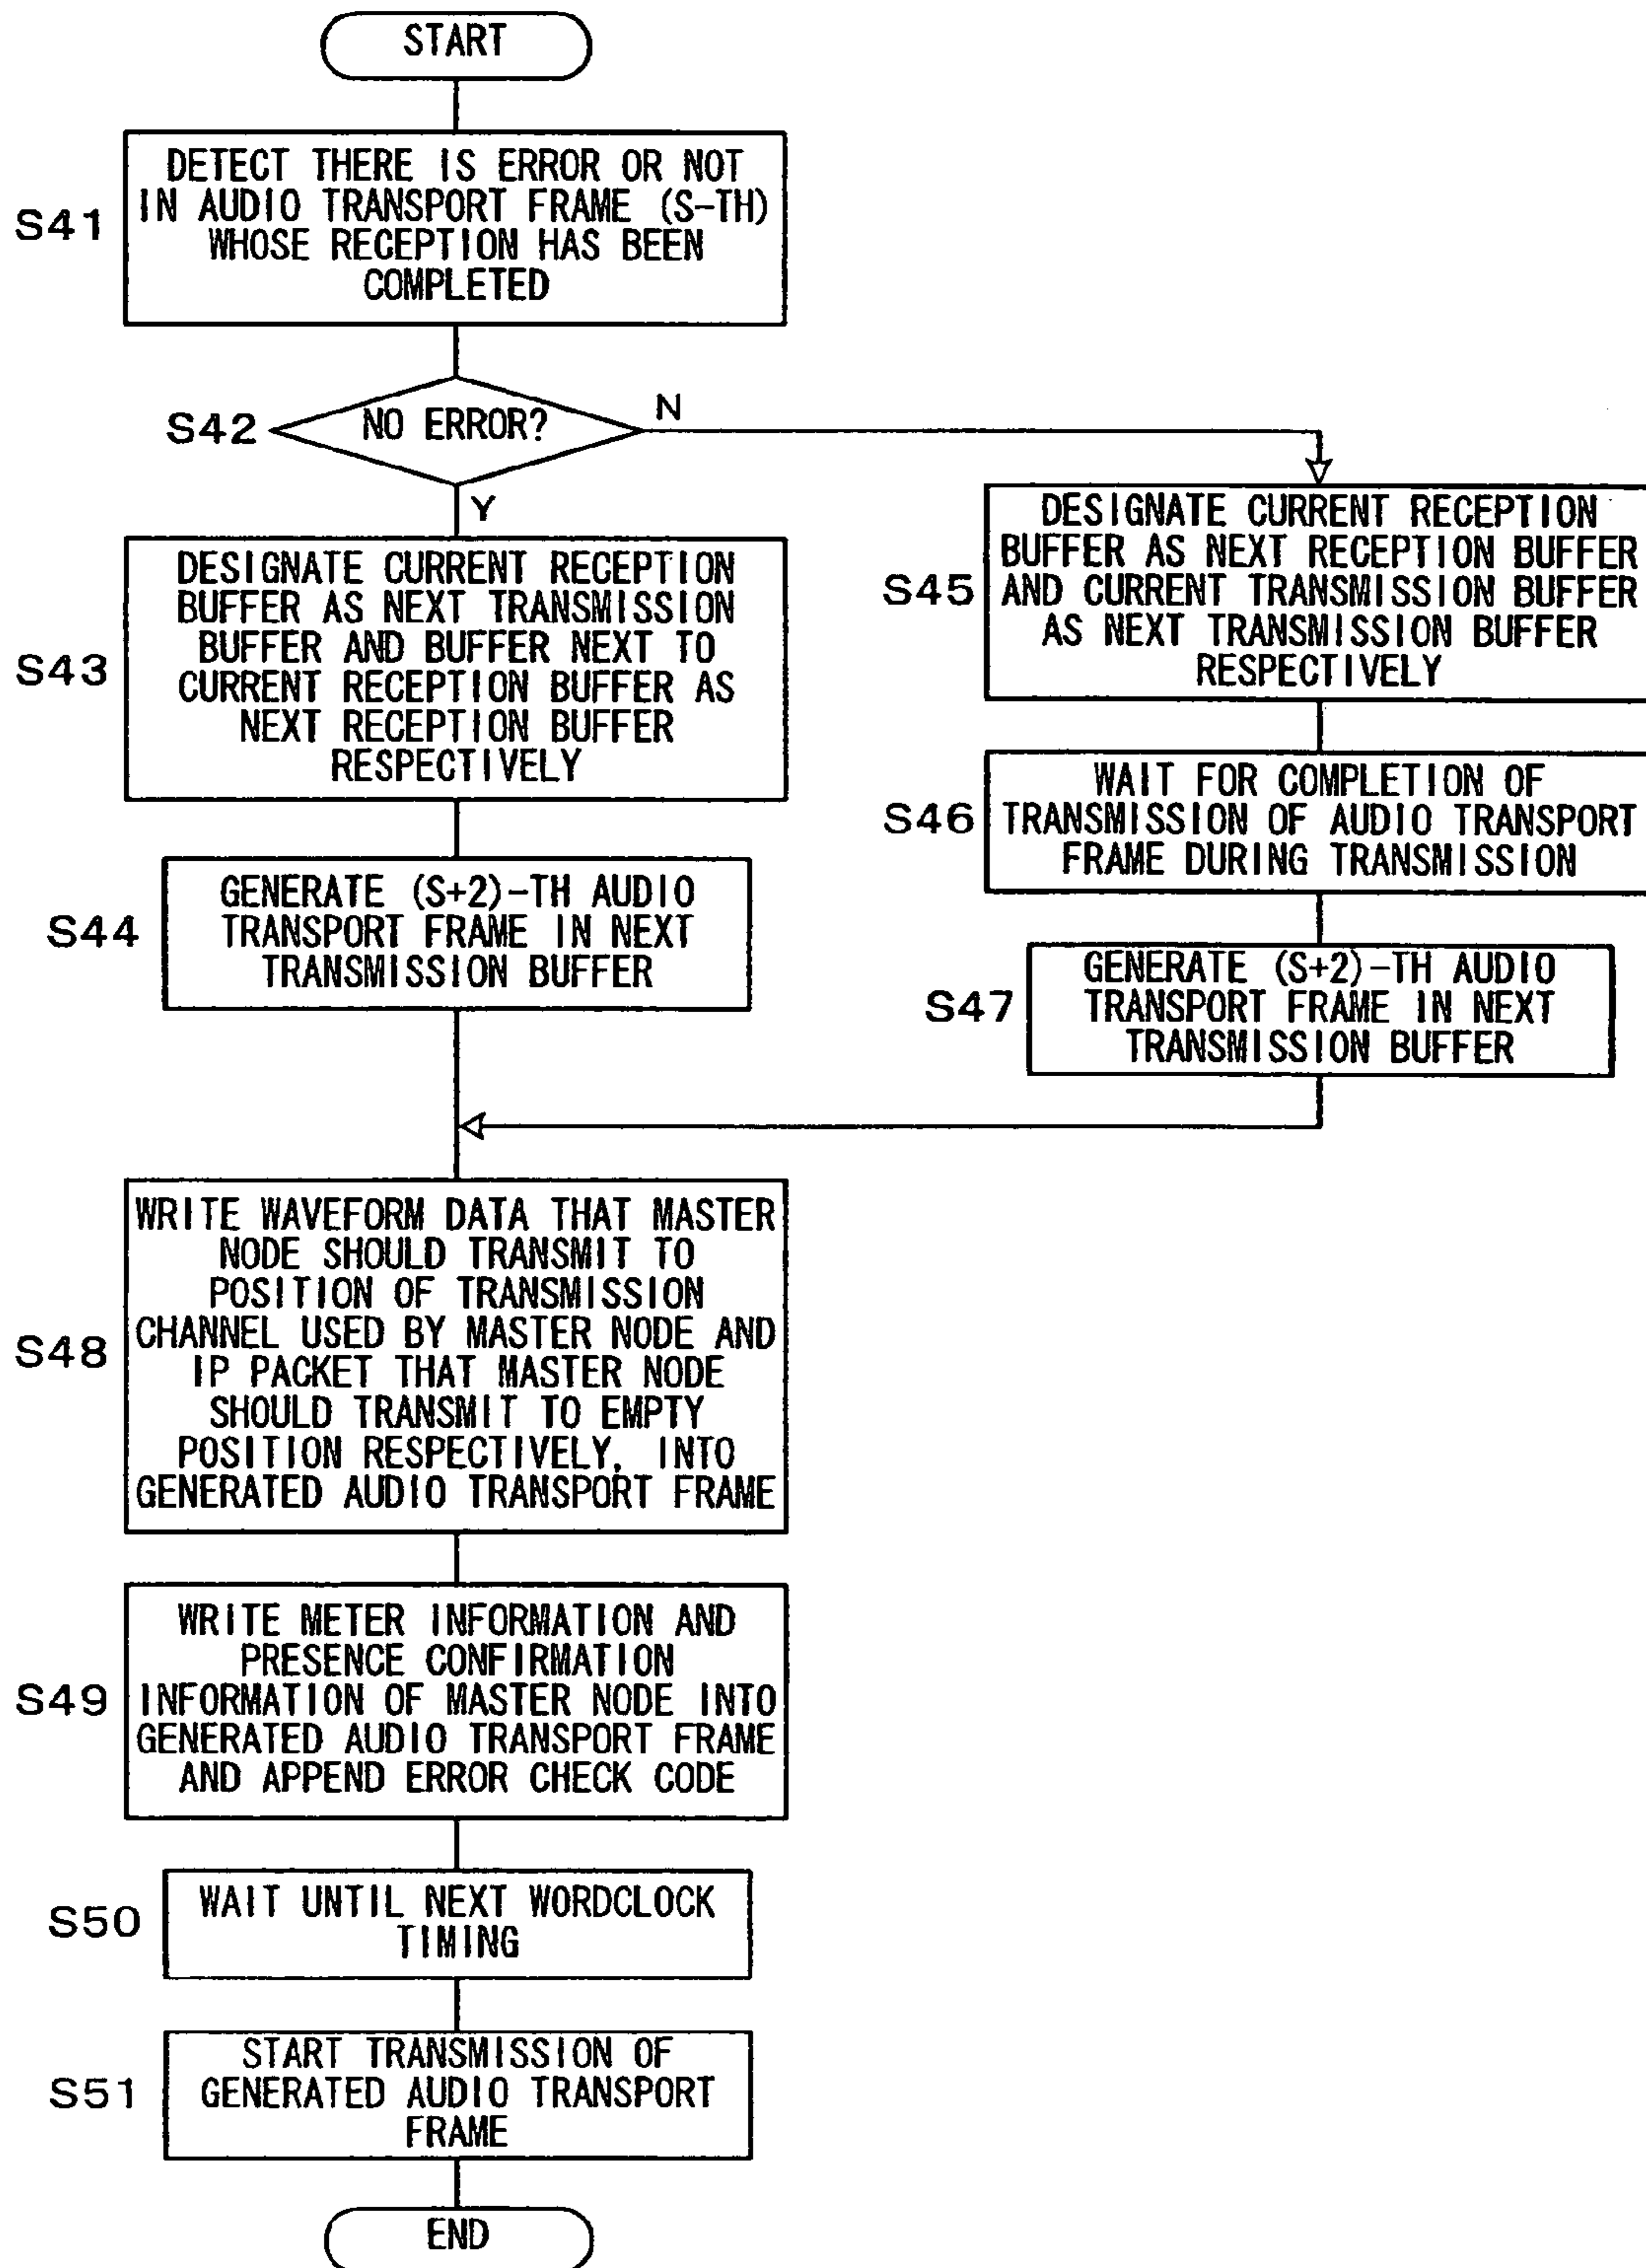 START
DETECT THERE IS ERROR OR NOT
IN AUDIO TRANSPORT FRAME (S-TH)
WHOSE RECEPTION HAS BEEN
COMPLETED
S41
S42
NO ERROR?
N
Y
DESIGNATE CURRENT RECEPTION
BUFFER AS NEXT TRANSMISSION
BUFFER AND BUFFER NEXT TO
CURRENT RECEPTION BUFFER AS
NEXT RECEPTION BUFFER
RESPECTIVELY
S43
GENERATE (S+2)-TH AUDIO
TRANSPORT FRAME IN NEXT
TRANSMISSION BUFFER
S44
DESIGNATE CURRENT RECEPTION
BUFFER AS NEXT RECEPTION BUFFER
AND CURRENT TRANSMISSION BUFFER
AS NEXT TRANSMISSION BUFFER
RESPECTIVELY
S45
WAIT FOR COMPLETION OF
TRANSMISSION OF AUDIO TRANSPORT
FRAME DURING TRANSMISSION
S46
GENERATE (S+2)-TH AUDIO
TRANSPORT FRAME IN NEXT
TRANSMISSION BUFFER
S47
WRITE WAVEFORM DATA THAT MASTER
NODE SHOULD TRANSMIT TO
POSITION OF TRANSMISSION
CHANNEL USED BY MASTER NODE AND
IP PACKET THAT MASTER NODE
SHOULD TRANSMIT TO EMPTY
POSITION RESPECTIVELY, INTO
GENERATED AUDIO TRANSPORT FRAME
S48
WRITE METER INFORMATION AND
PRESENCE CONFIRMATION
INFORMATION OF MASTER NODE INTO
GENERATED AUDIO TRANSPORT FRAME
AND APPEND ERROR CHECK CODE
S49
WAIT UNTIL NEXT WORDCLOCK
TIMING
S50
START TRANSMISSION OF
GENERATED AUDIO TRANSPORT
FRAME
S51
END